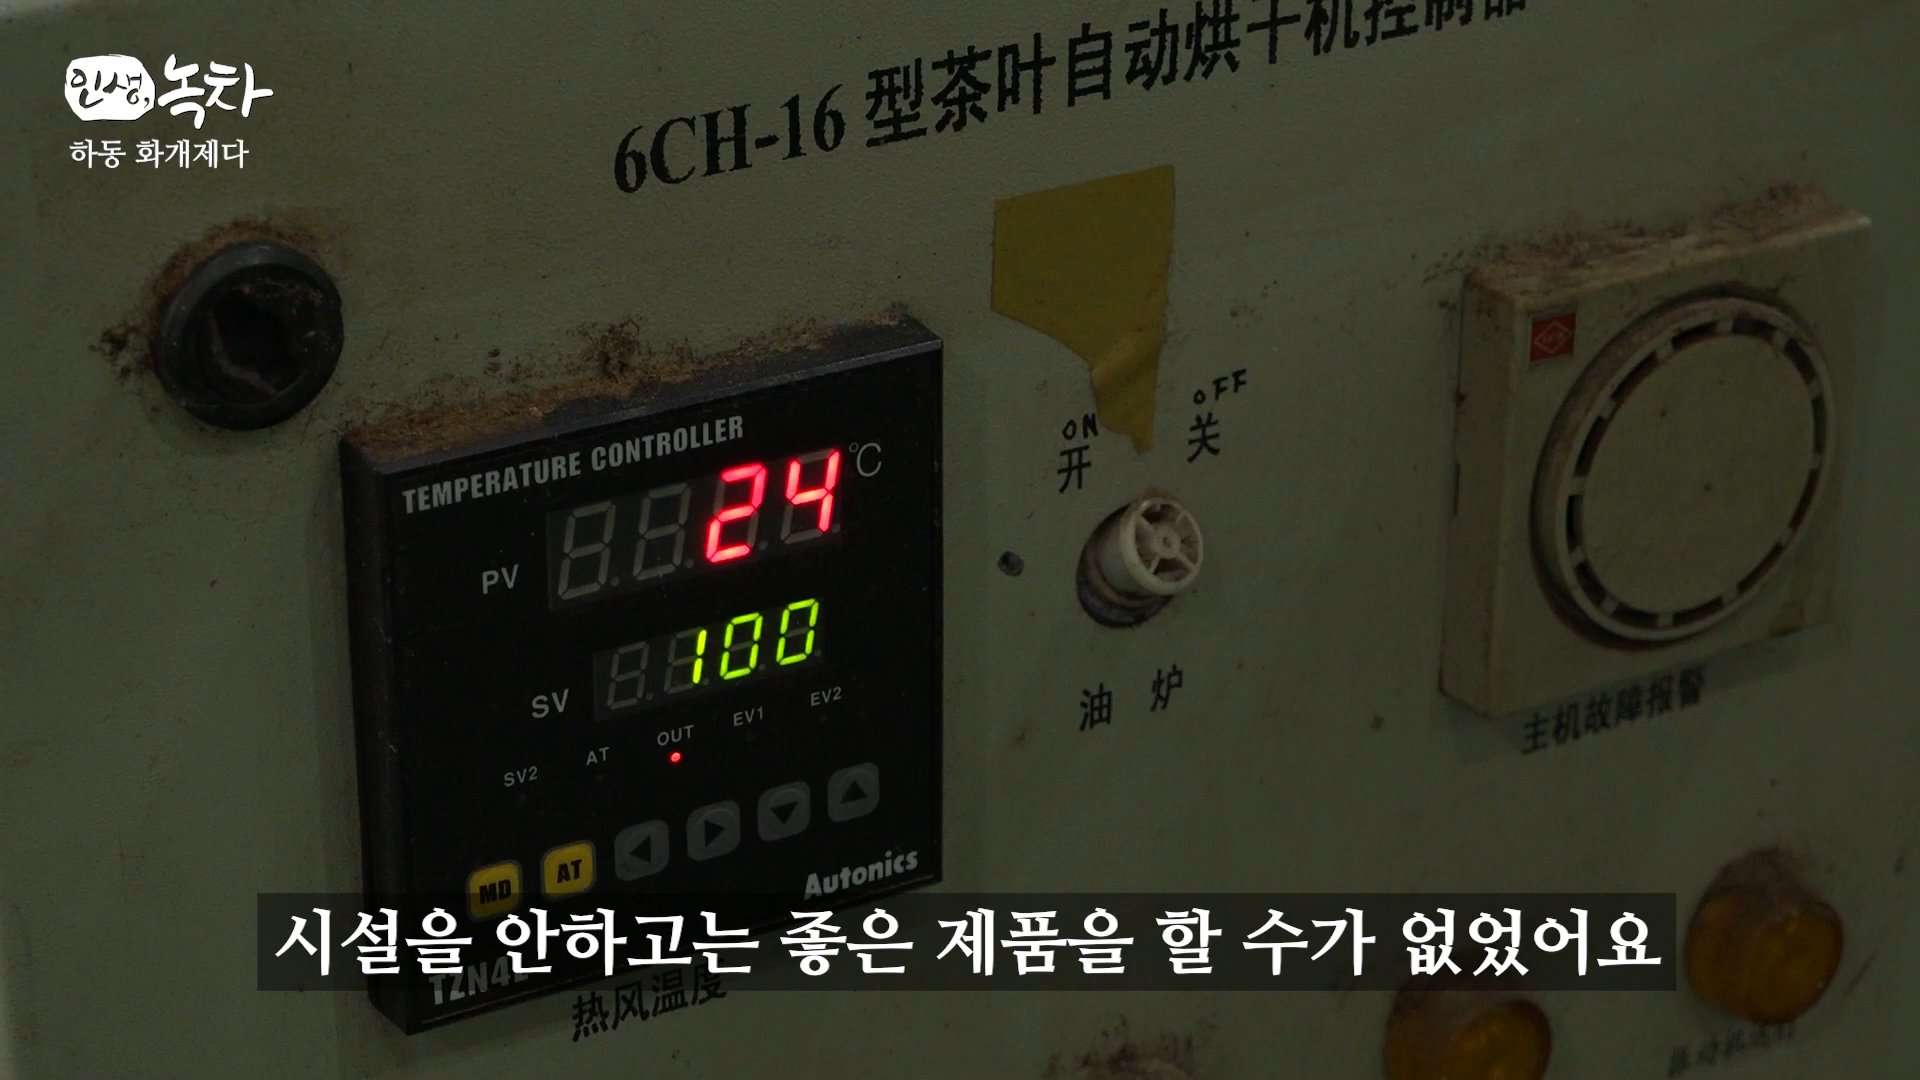 인생, 녹차
하동 화개제다
6CH-16 型茶叶自动烘干机控制器
TEMPERATURE CONTROLLER
24 °C
PV
100
SV
SV2 AT OUT EV1 EV2
MD AT
Autonics
TZN4
热风温度
ON OFF
开 关
油炉
主机故障报警
시설을 안하고는 좋은 제품을 할 수가 없었어요